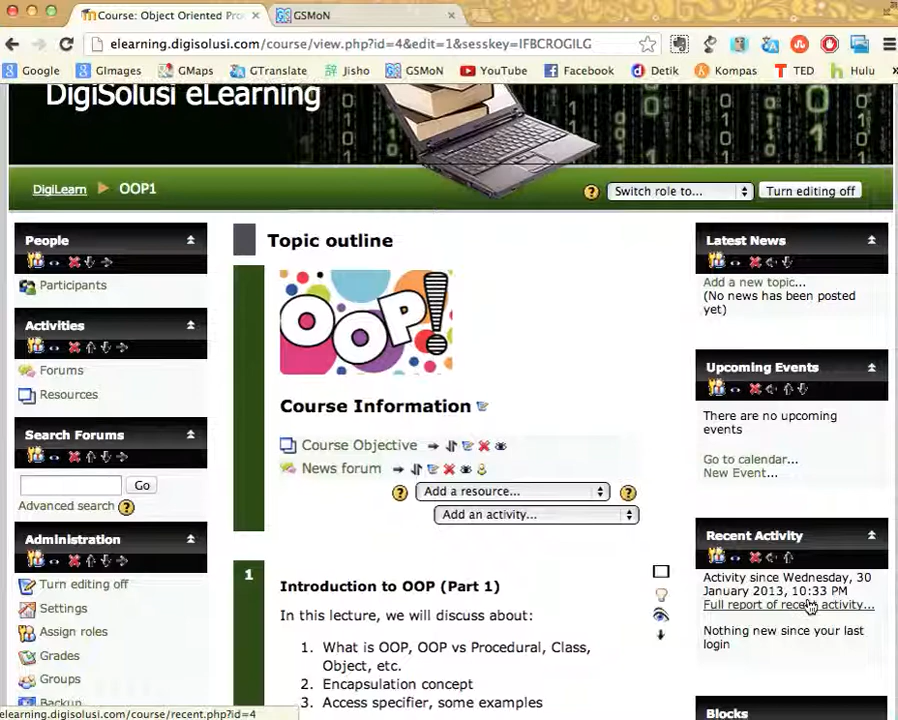 Course: Object Oriented Pro
GSMoN
elearning.digisolusi.com/course/view.php?id=4&edit=1&sesskey=IFBCROGILG
Google GImages GMaps GTranslate Jisho GSMoN YouTube Facebook Detik Kompas TED Hulu
DigiSolusi eLearning
DigiLearn ► OOP1
Switch role to... Turn editing off
People
Participants
Activities
Forums
Resources
Search Forums
Go
Advanced search
Administration
Turn editing off
Settings
Assign roles
Grades
Groups
Backup
Topic outline
OOP!
Course Information
Course Objective
News forum
Add a resource...
Add an activity...
1
Introduction to OOP (Part 1)
In this lecture, we will discuss about:
1. What is OOP, OOP vs Procedural, Class,
Object, etc.
2. Encapsulation concept
3. Access specifier, some examples
Latest News
Add a new topic...
(No news has been posted
yet)
Upcoming Events
There are no upcoming
events
Go to calendar...
New Event...
Recent Activity
Activity since Wednesday, 30
January 2013, 10:33 PM
Full report of recent activity...
Nothing new since your last
login
Blocks
elearning.digisolusi.com/course/recent.php?id=4